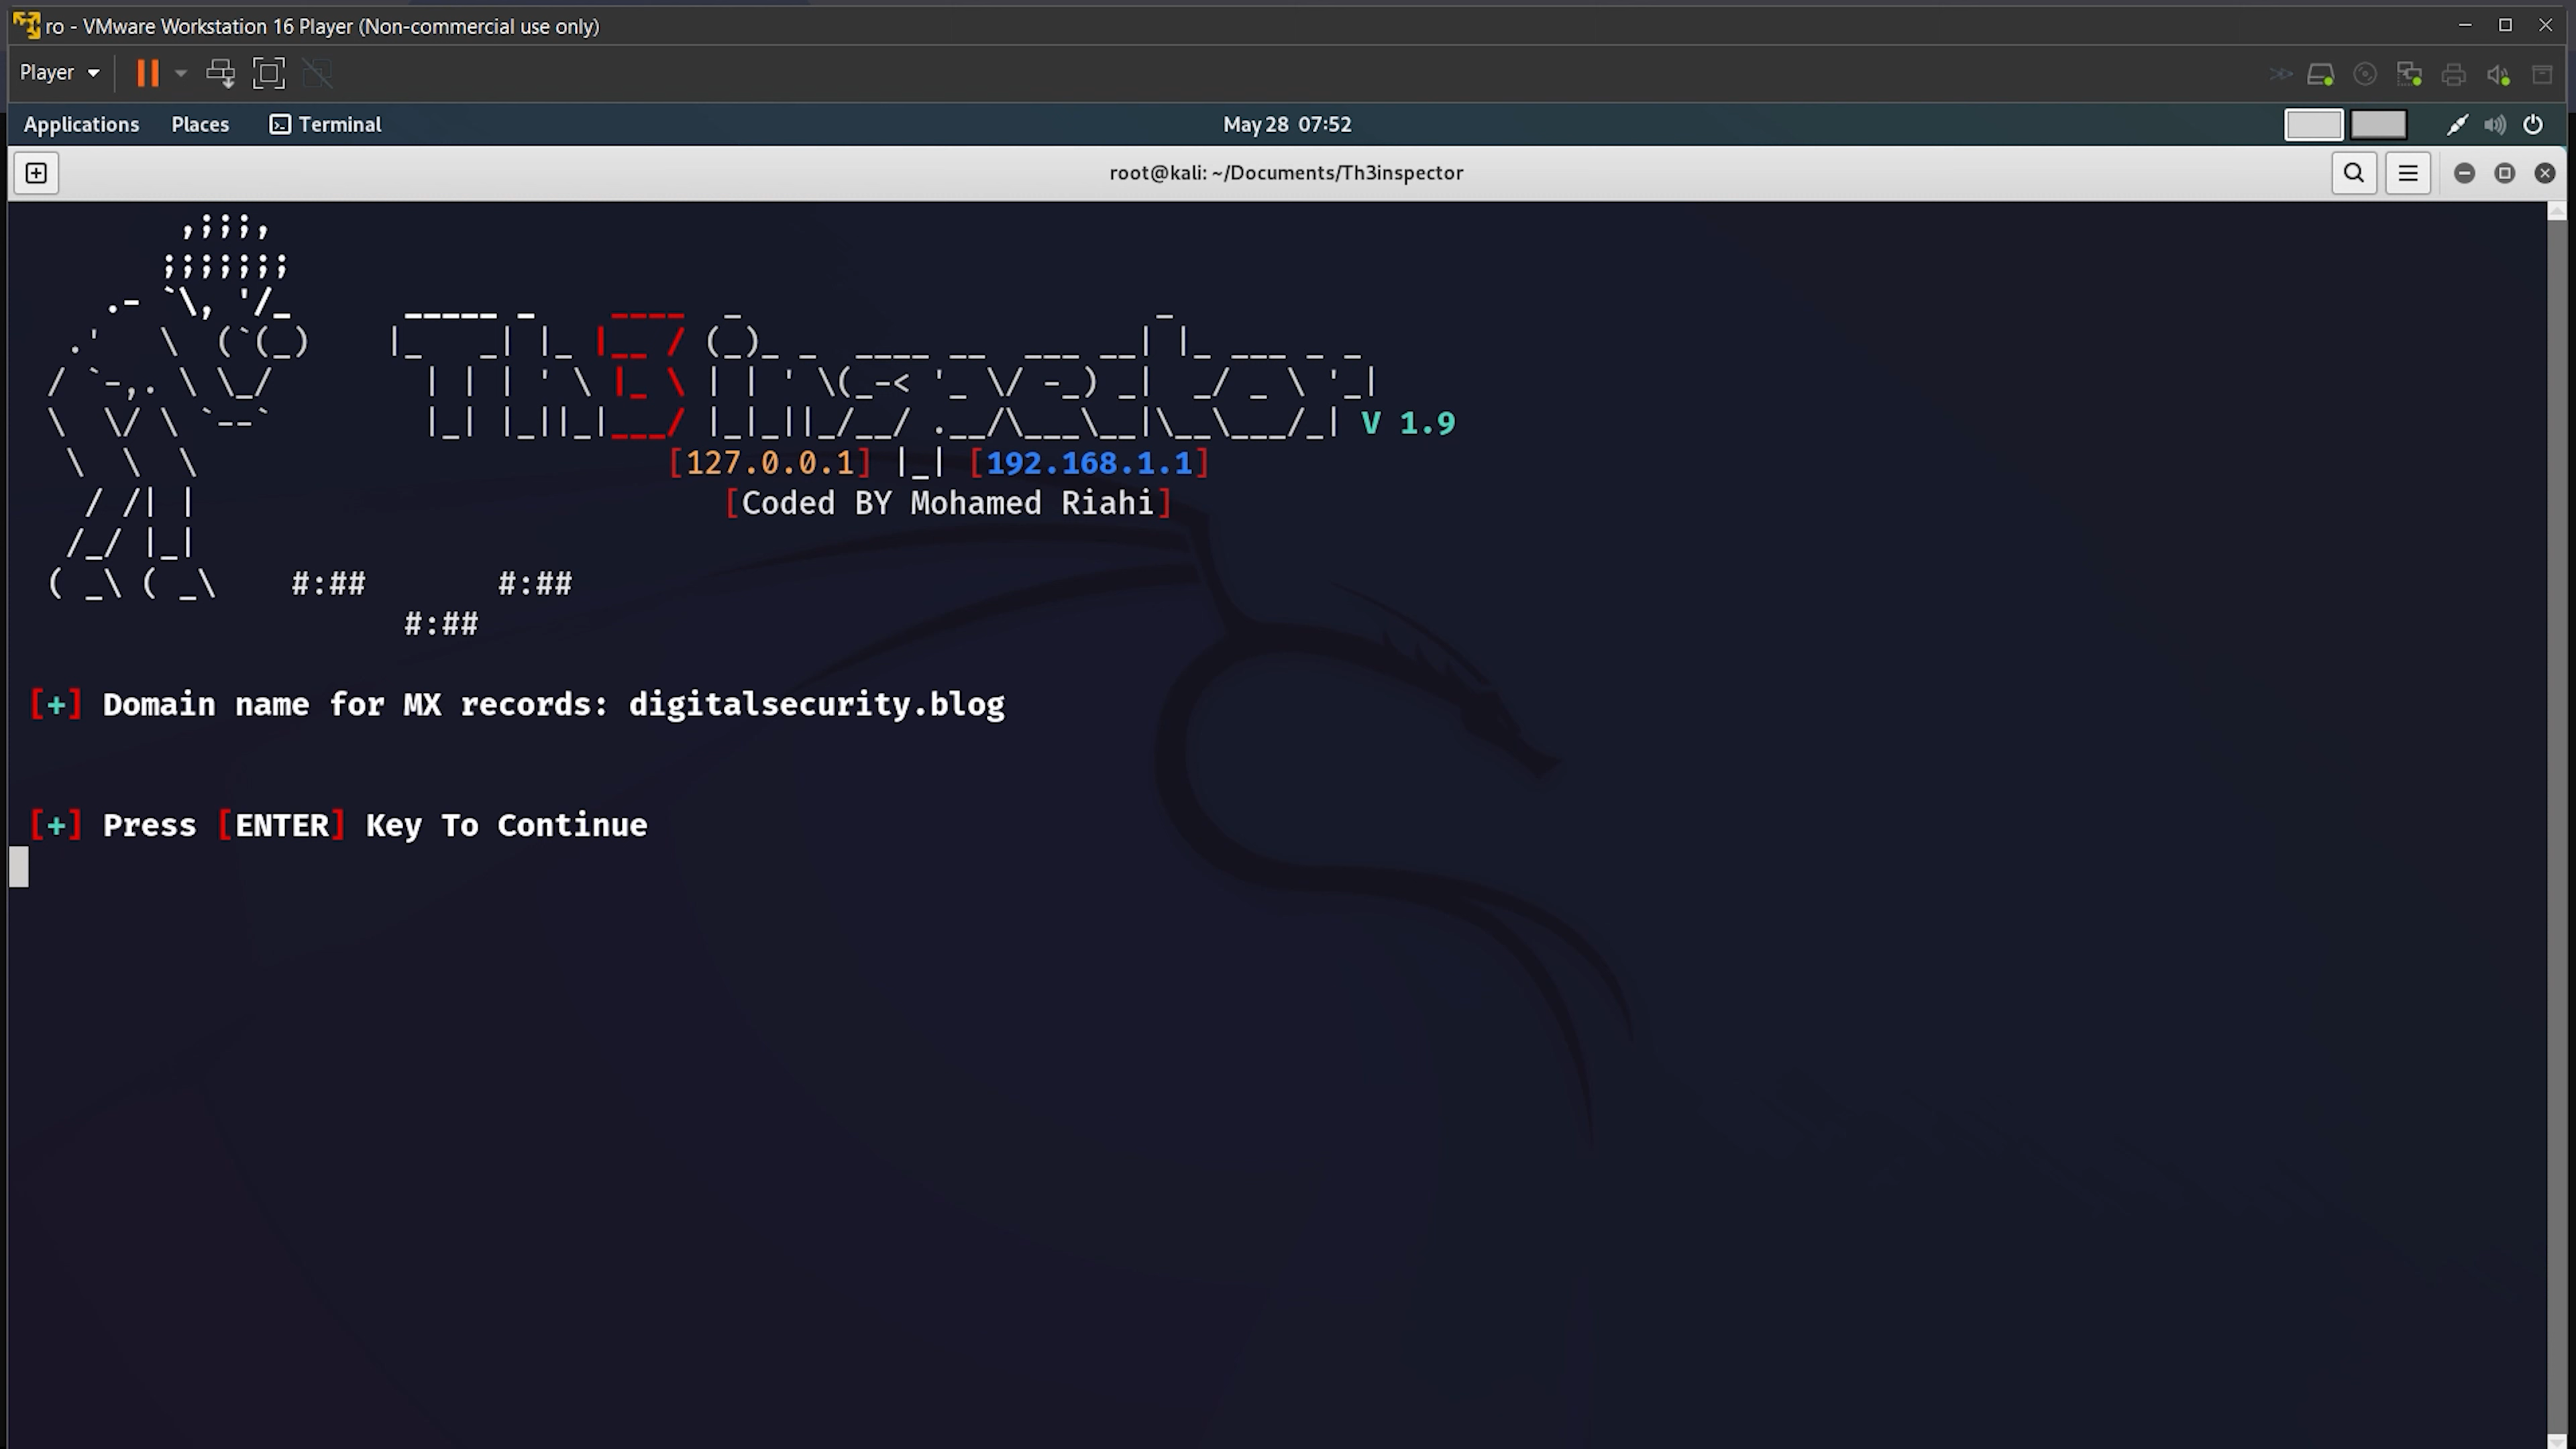 ro - VMware Workstation 16 Player (Non-commercial use only)
Player
Applications Places Terminal May 28 07:52
root@kali: ~/Documents/Th3inspector
Th3inspector V 1.9
[127.0.0.1] |_| [192.168.1.1]
[Coded BY Mohamed Riahi]
#:## #:##
#:##
[+] Domain name for MX records: digitalsecurity.blog
[+] Press [ENTER] Key To Continue